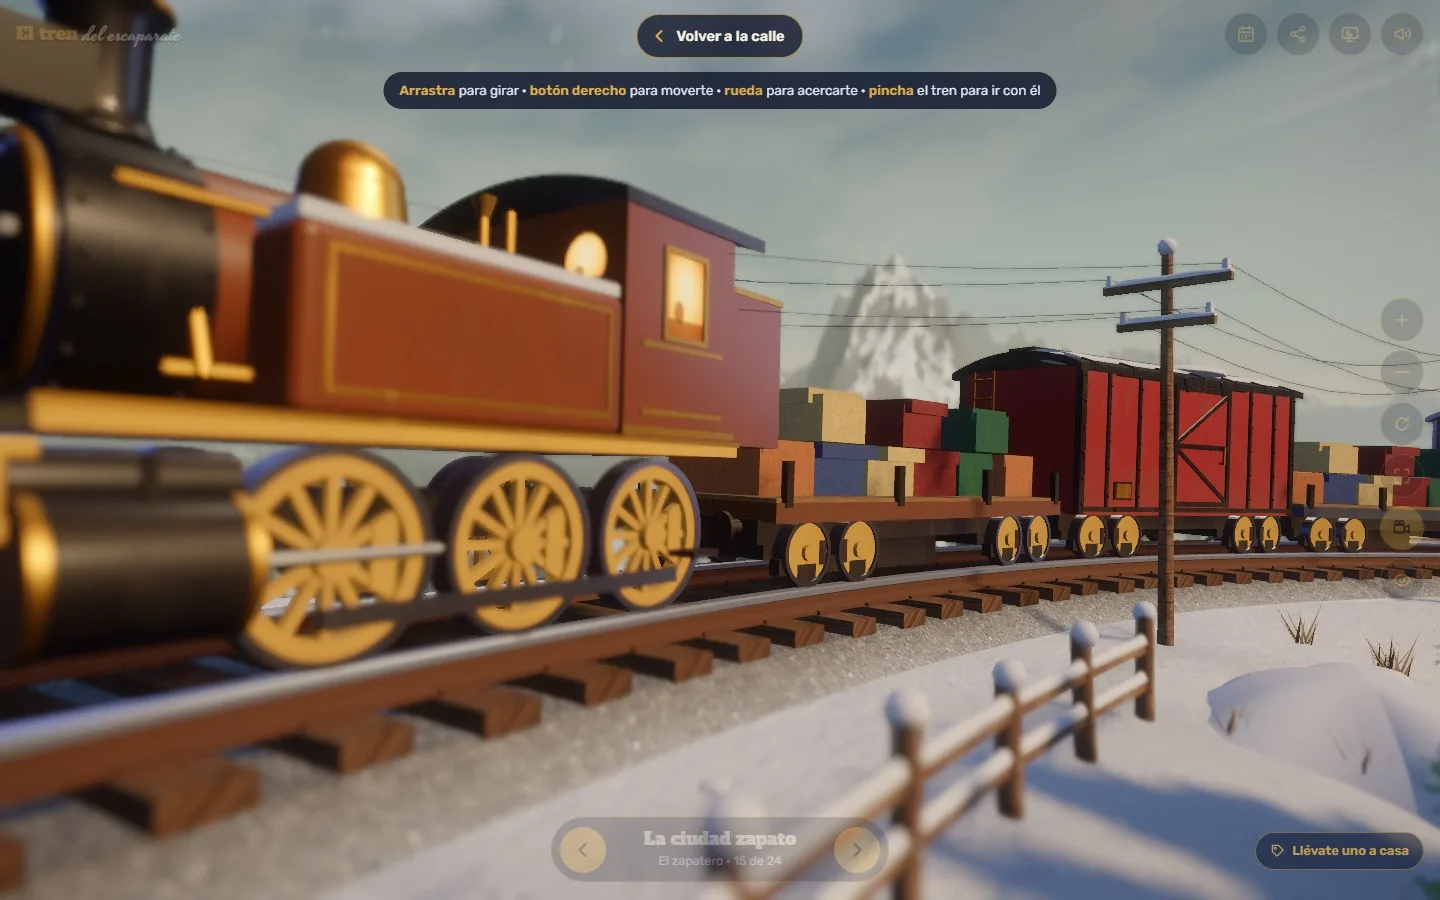 El tren del escaparate
Volver a la calle
Arrastra para girar • botón derecho para moverte • rueda para acercarte • pincha el tren para ir con él
La ciudad zapato
El zapatero • 15 de 24
Llévate uno a casa